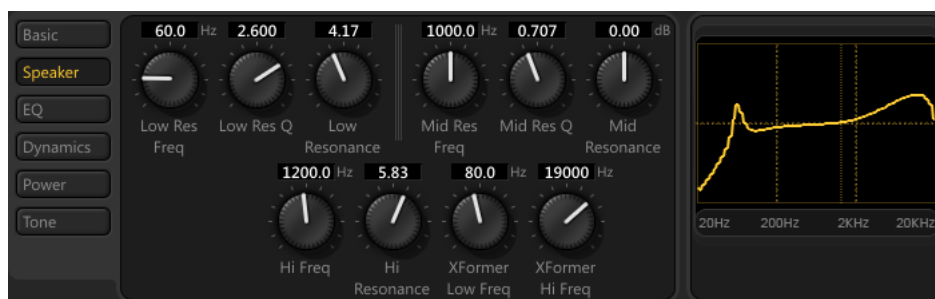 Basic
Speaker
EQ
Dynamics
Power
Tone
60.0 Hz 2.600 4.17 1000.0 Hz 0.707 0.00 dB
Low Res Freq
Low Res Q
Low Resonance
Mid Res Freq
Mid Res Q
Mid Resonance
1200.0 Hz 5.83 80.0 Hz 19000 Hz
Hi Freq
Hi Resonance
XFormer Low Freq
XFormer Hi Freq
20Hz 200Hz 2KHz 20KHz